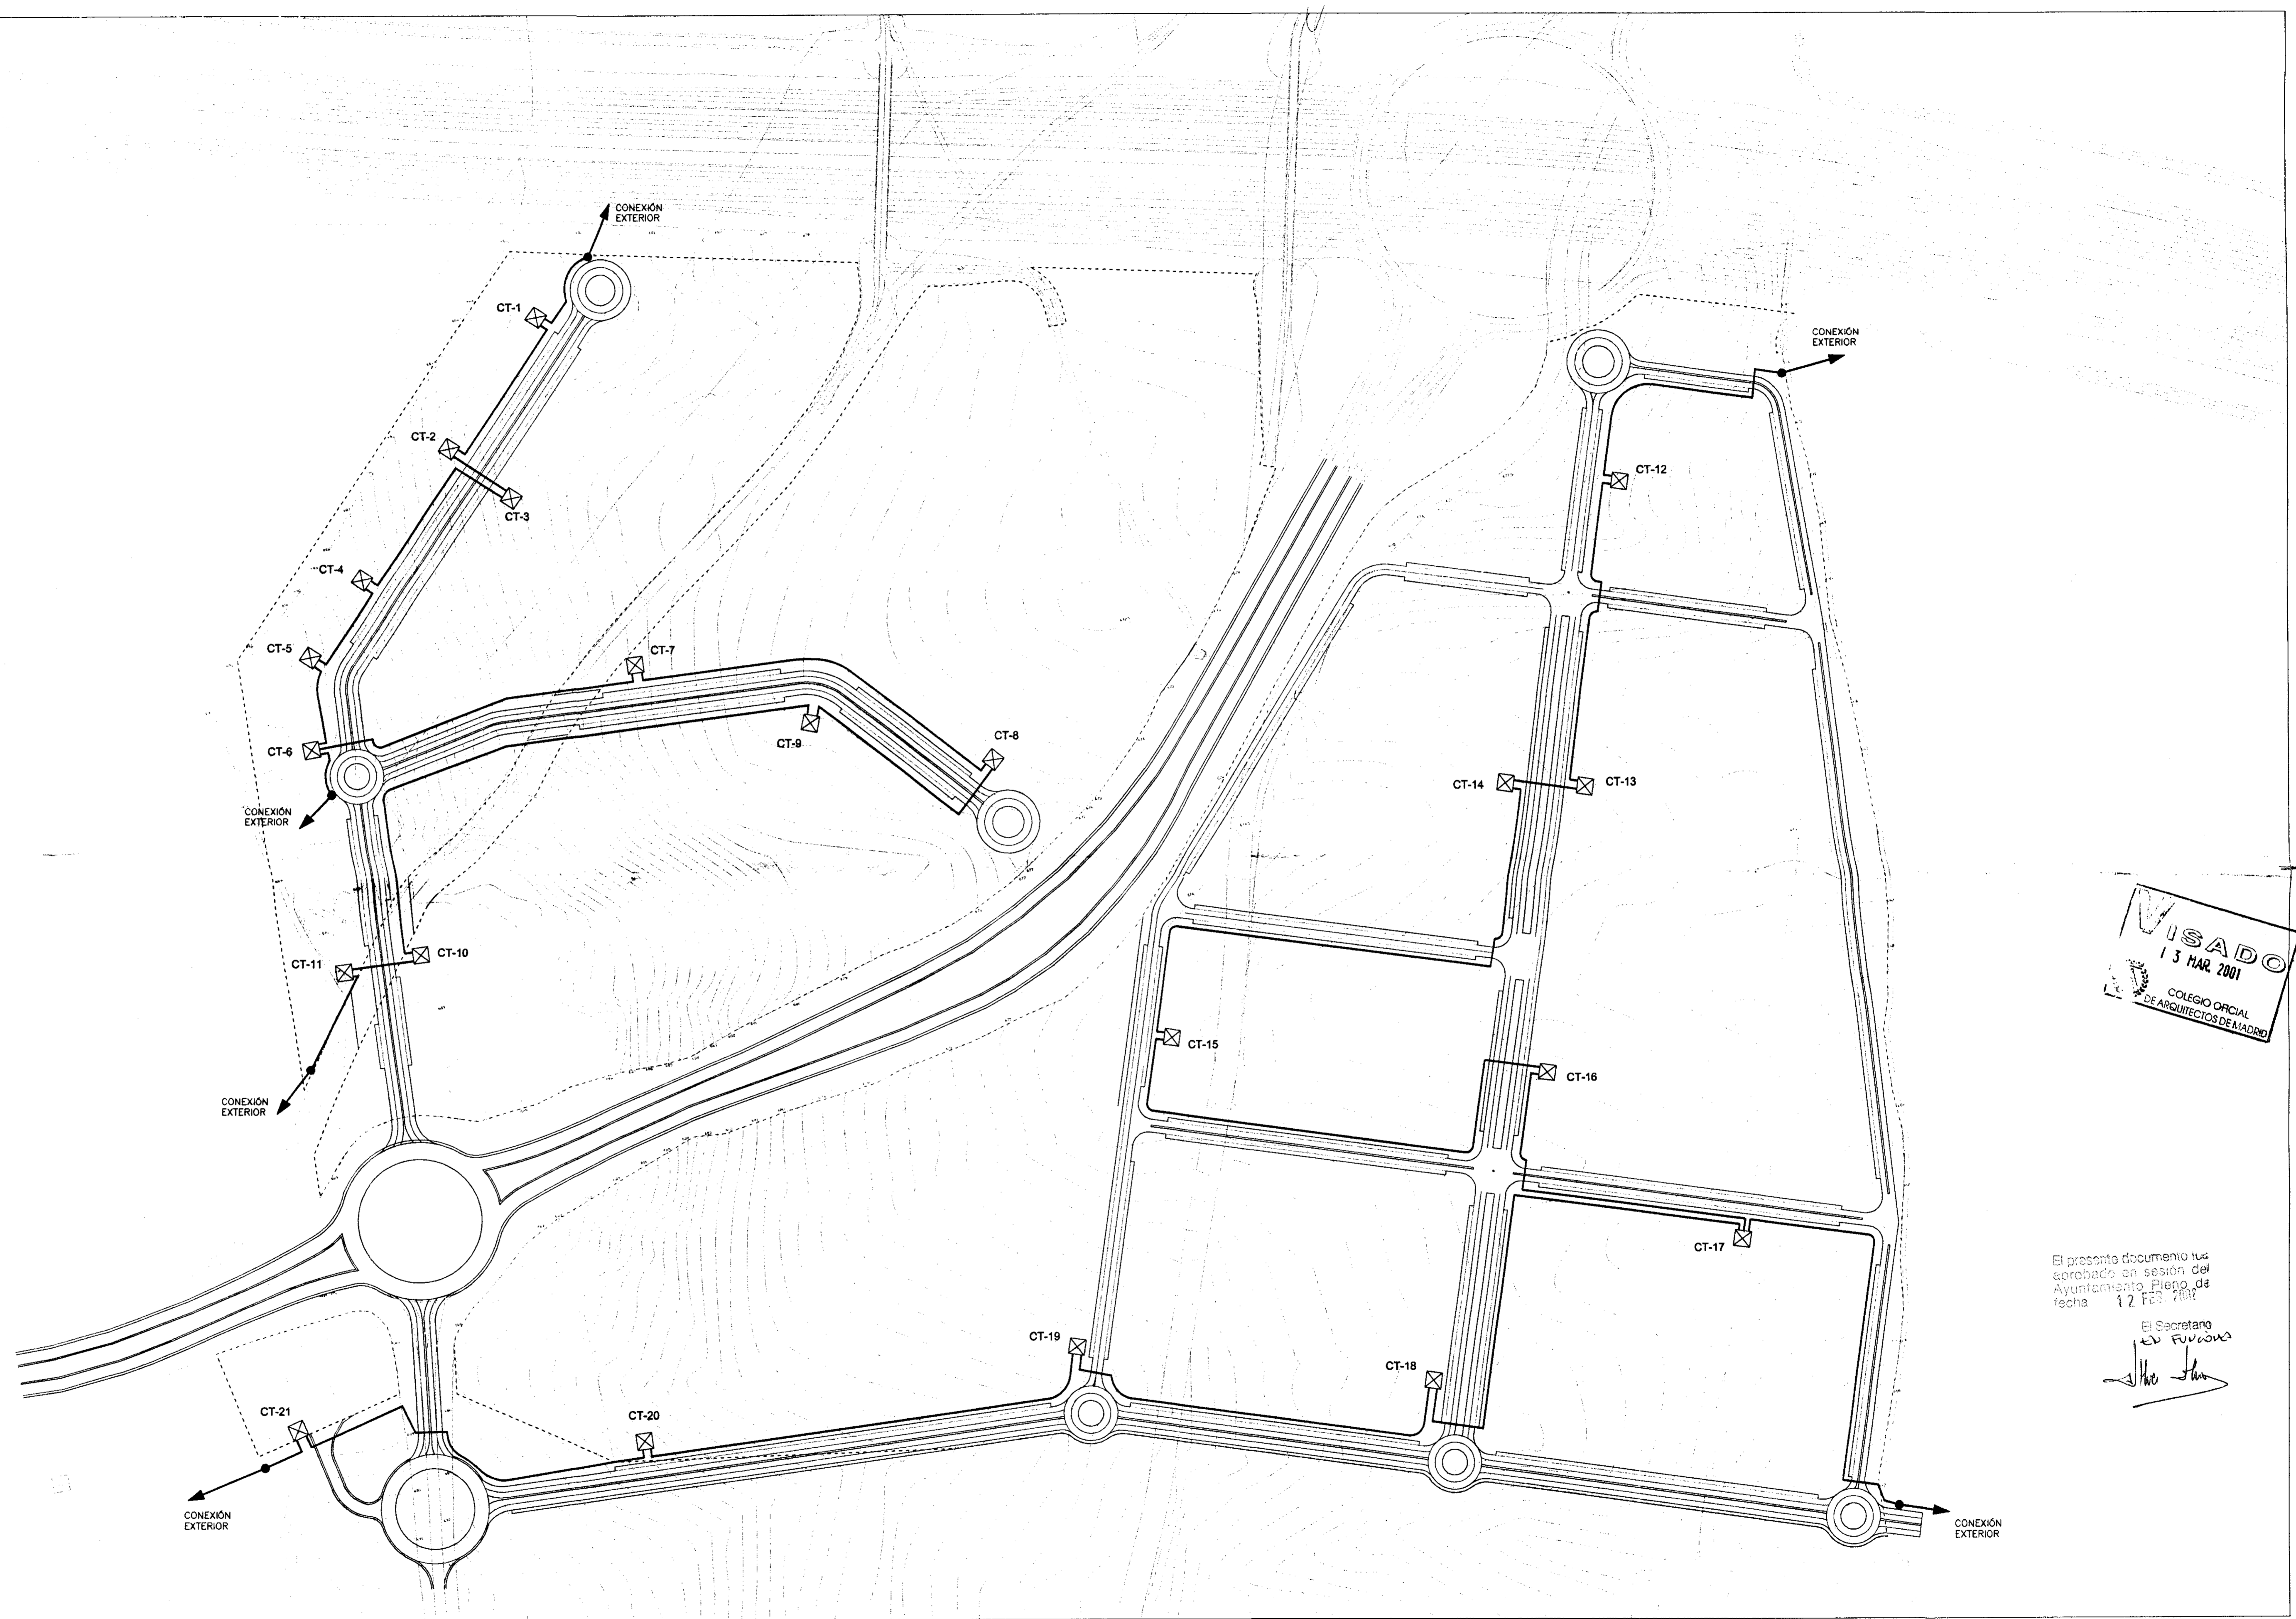 CONEXIÓN
EXTERIOR
CT-1
CONEXIÓN
EXTERIOR
CT-2
CT-12
CT-3
CT-4
CT-5
CT-7
CT-6
CT-9
CT-8
CT-14
CT-13
CONEXIÓN
EXTERIOR
CT-10
CT-11
VISADO
13 MAR. 2001
COLEGIO OFICIAL
DE ARQUITECTOS DE MADRID
CT-15
CT-16
CONEXIÓN
EXTERIOR
CT-17
El presente documento fue
aprobado en sesión del
Ayuntamiento Pleno de
fecha 12 FEB.
El Secretario
EN FUNCIONES
CT-19
CT-18
CT-21
CT-20
CONEXIÓN
EXTERIOR
CONEXIÓN
EXTERIOR